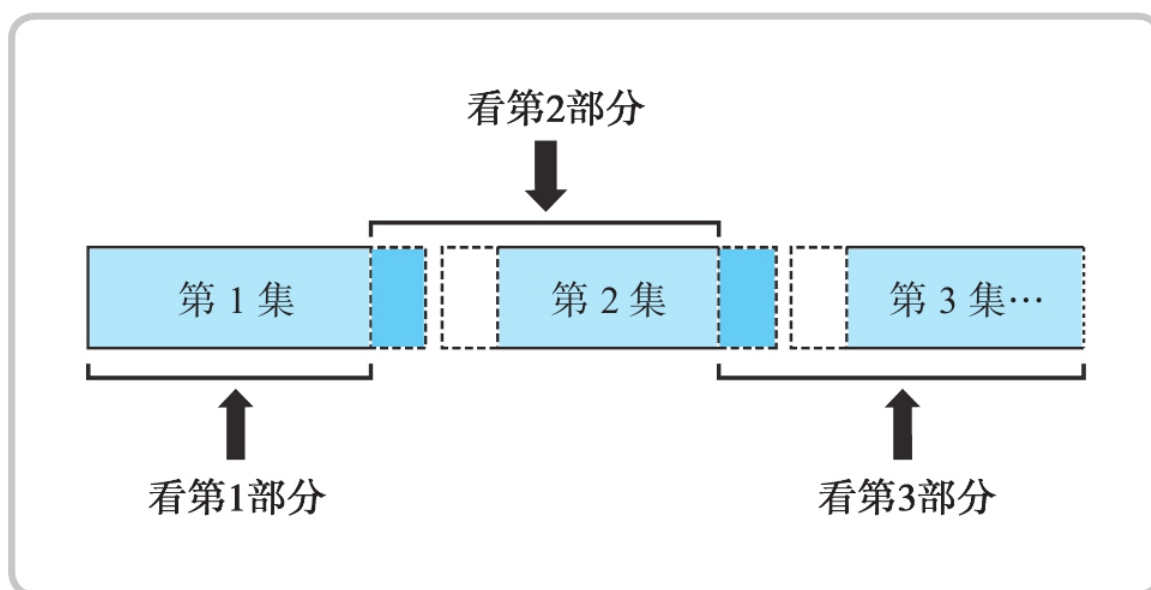 看第2部分
第 1 集
第 2 集
第 3 集…
看第1部分
看第3部分